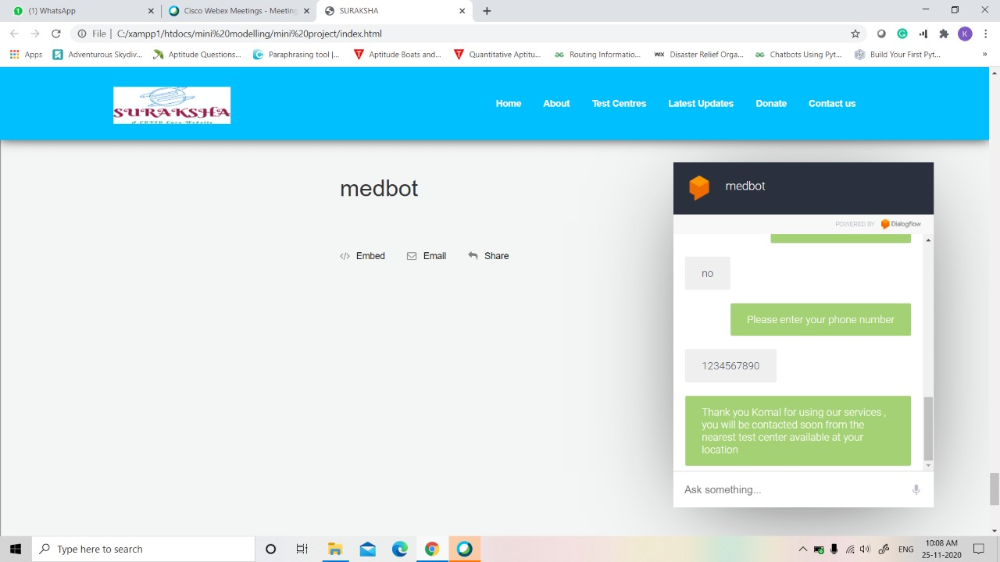 (1) WhatsApp
Cisco Webex Meetings - Meeting
SURAKSHA
File | C:/xampp1/htdocs/mini%20modelling/mini%20project/index.html
K
Apps
Adventurous Skydiv...
Aptitude Questions...
Paraphrasing tool |...
Aptitude Boats and...
Quantitative Aptitu...
Routing Informatio...
WIX Disaster Relief Orga...
Chatbots Using Pyt...
Build Your First Pyt...
»
SURAKSHA
A COVID Care Website
Home
About
Test Centres
Latest Updates
Donate
Contact us
medbot
</> Embed
Email
Share
medbot
POWERED BY Dialogflow
no
Please enter your phone number
1234567890
Thank you Komal for using our services ,
you will be contacted soon from the
nearest test center available at your
location
Ask something...
Type here to search
ENG
10:08 AM
25-11-2020